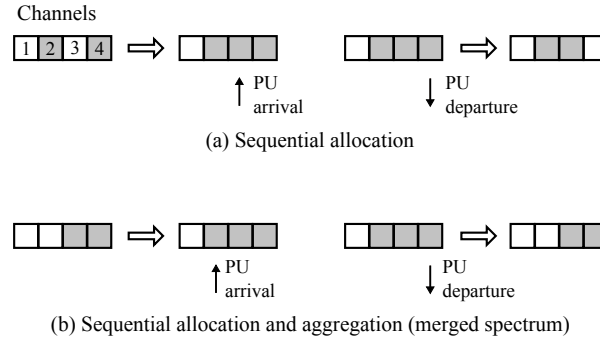 Channels
1 2 3 4
PU
arrival
PU
departure
(a) Sequential allocation
PU
arrival
PU
departure
(b) Sequential allocation and aggregation (merged spectrum)